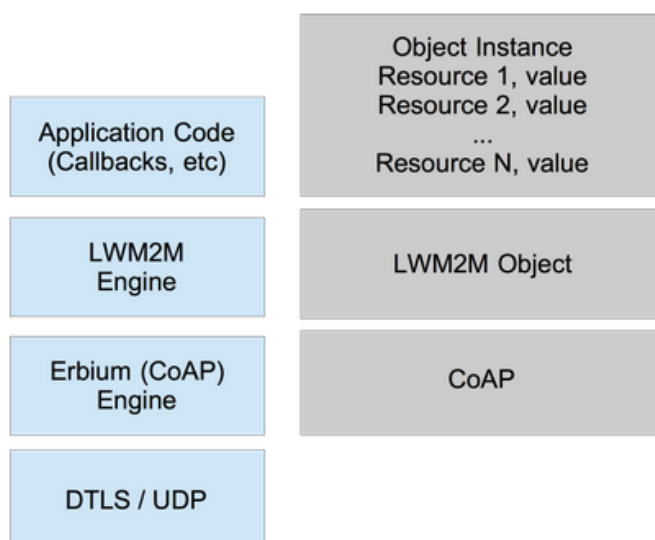 Application Code
(Callbacks, etc)
LWM2M
Engine
Erbium (CoAP)
Engine
DTLS / UDP
Object Instance
Resource 1, value
Resource 2, value
...
Resource N, value
LWM2M Object
CoAP